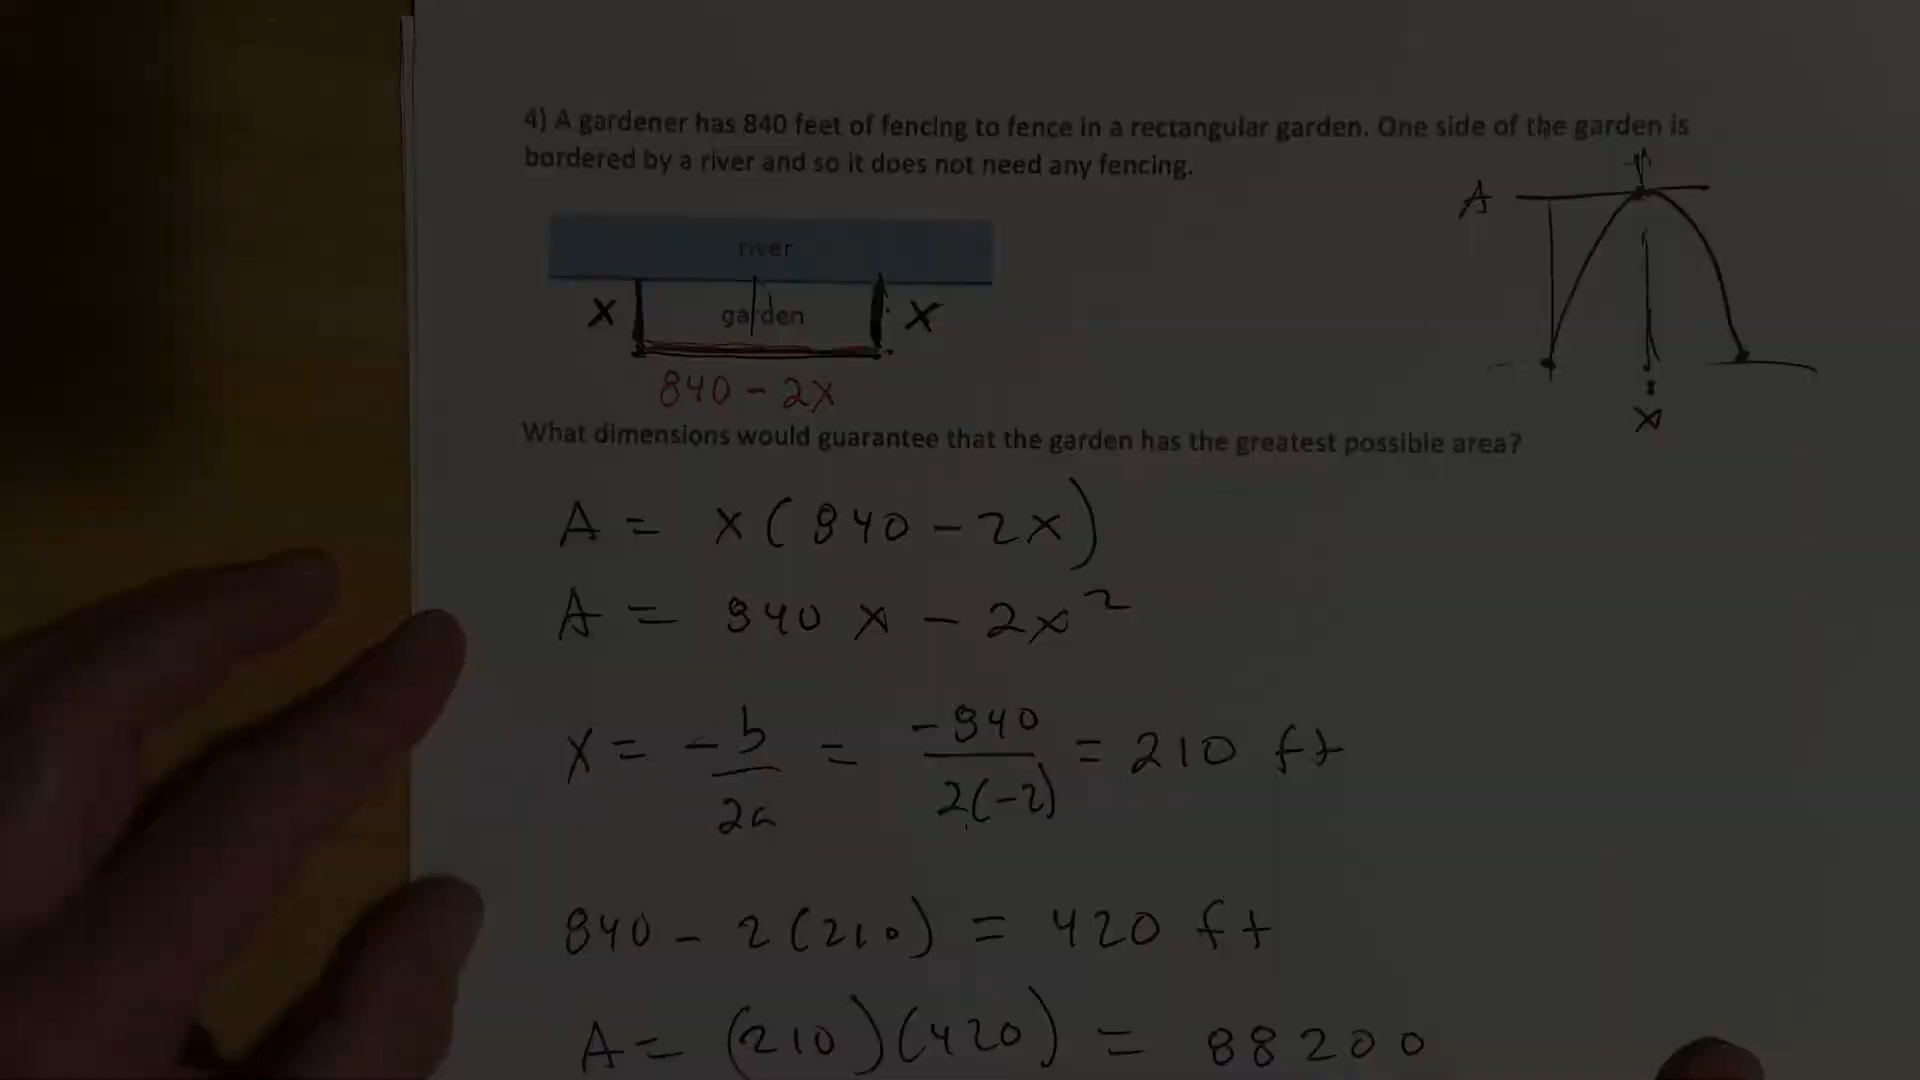 4) A gardener has 840 feet of fencing to fence in a rectangular garden. One side of the garden is
bordered by a river and so it does not need any fencing.
A
river
X garden X
840 - 2X
X
What dimensions would guarantee that the garden has the greatest possible area?
A = x(840 - 2x)
A = 840x - 2x²
X = -b/2a = -840/2(-2) = 210 ft
840 - 2(210) = 420 ft
A = (210)(420) = 88200